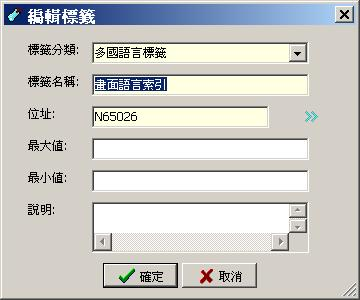 編輯標籤
標籤分類: 多國語言標籤
標籤名稱: 畫面語言索引
位址: N65026
最大值:
最小值:
說明:
確定 取消